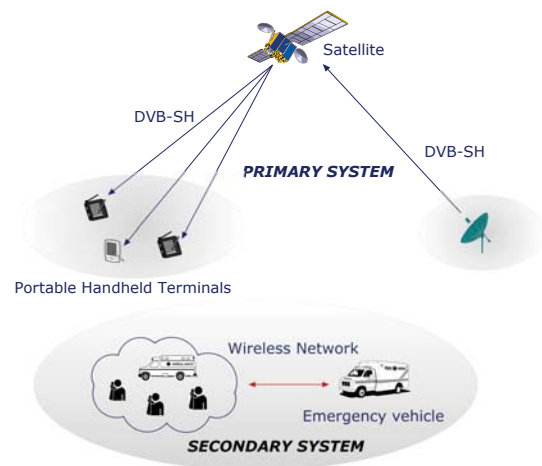 Satellite
DVB-SH
DVB-SH
PRIMARY SYSTEM
Portable Handheld Terminals
Wireless Network
Emergency vehicle
SECONDARY SYSTEM